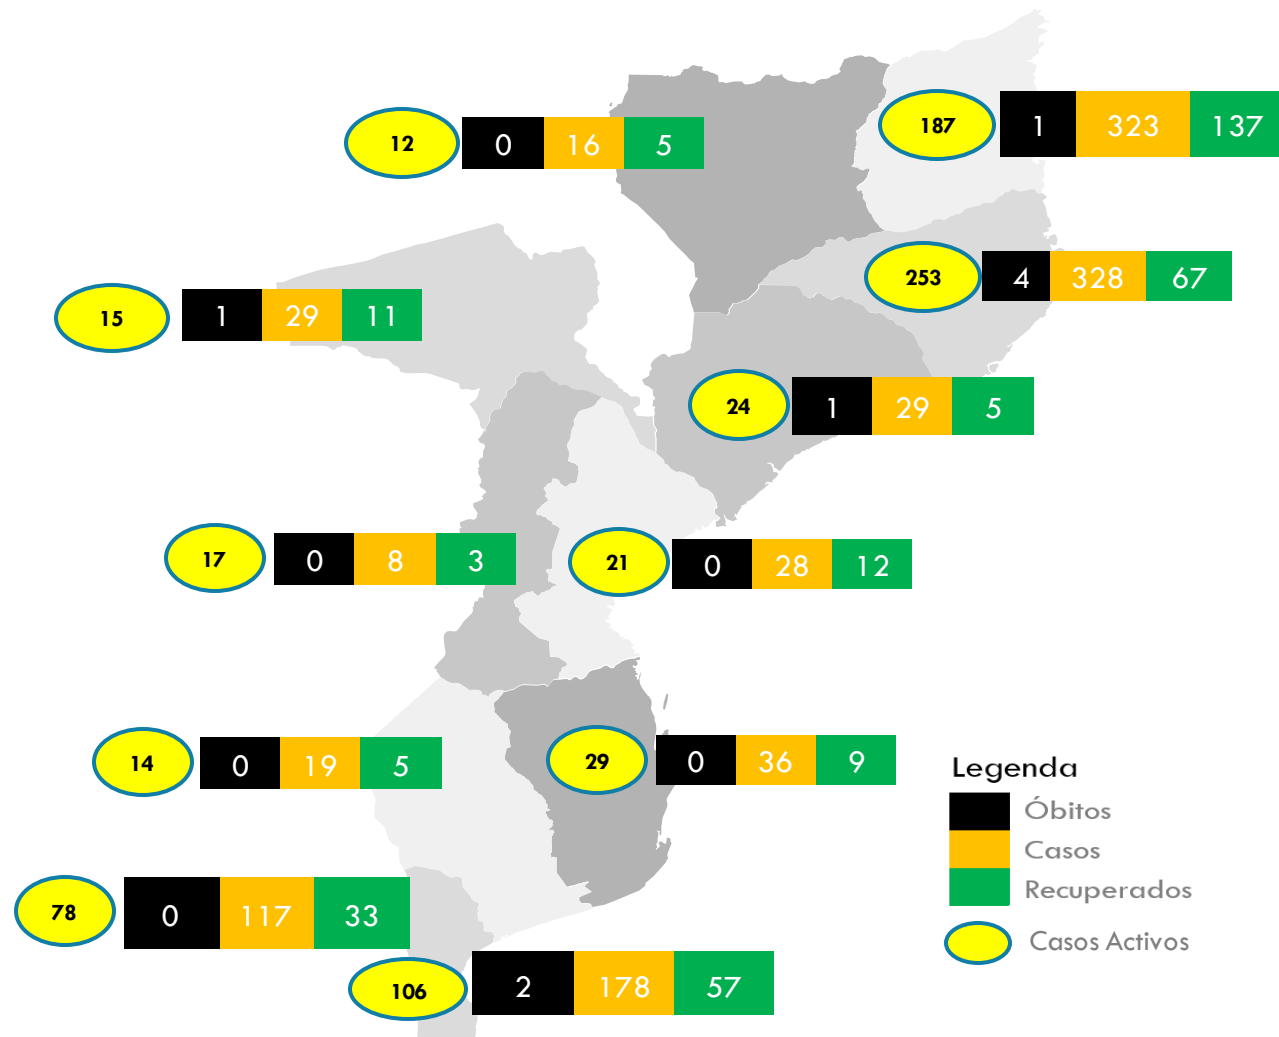 12 0 16 5
187 1 323 137
253 4 328 67
15 1 29 11
24 1 29 5
17 0 8 3
21 0 28 12
14 0 19 5
29 0 36 9
Legenda
Óbitos
Casos
Recuperados
Casos Activos
78 0 117 33
106 2 178 57